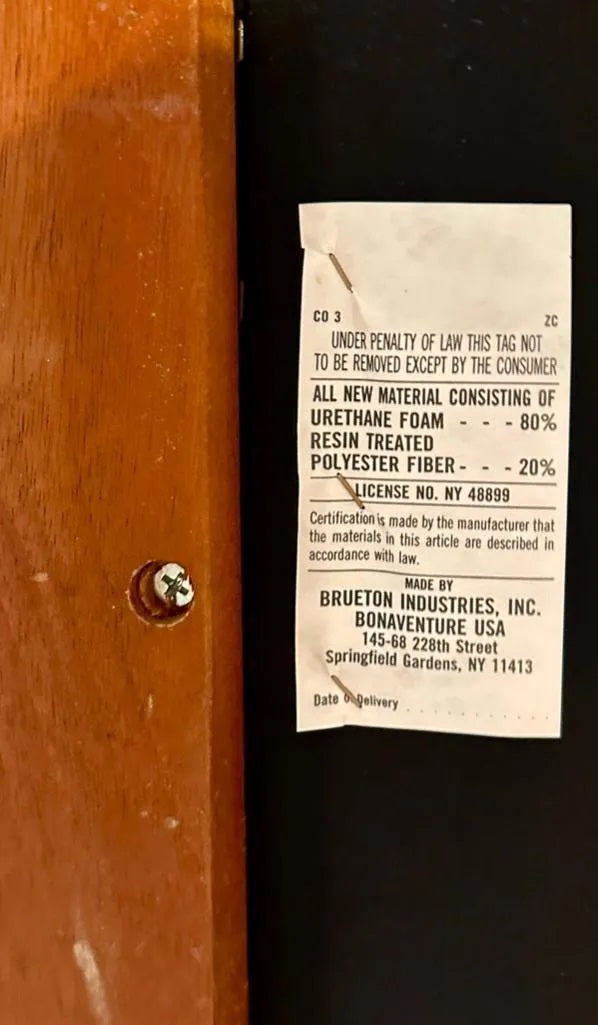 CO 3 ZC
UNDER PENALTY OF LAW THIS TAG NOT
TO BE REMOVED EXCEPT BY THE CONSUMER
ALL NEW MATERIAL CONSISTING OF
URETHANE FOAM - - - 80%
RESIN TREATED
POLYESTER FIBER - - - 20%
LICENSE NO. NY 48899
Certification is made by the manufacturer that
the materials in this article are described in
accordance with law.
MADE BY
BRUETON INDUSTRIES, INC.
BONAVENTURE USA
145-68 228th Street
Springfield Gardens, NY 11413
Date of Delivery . . . . . . . . . . .